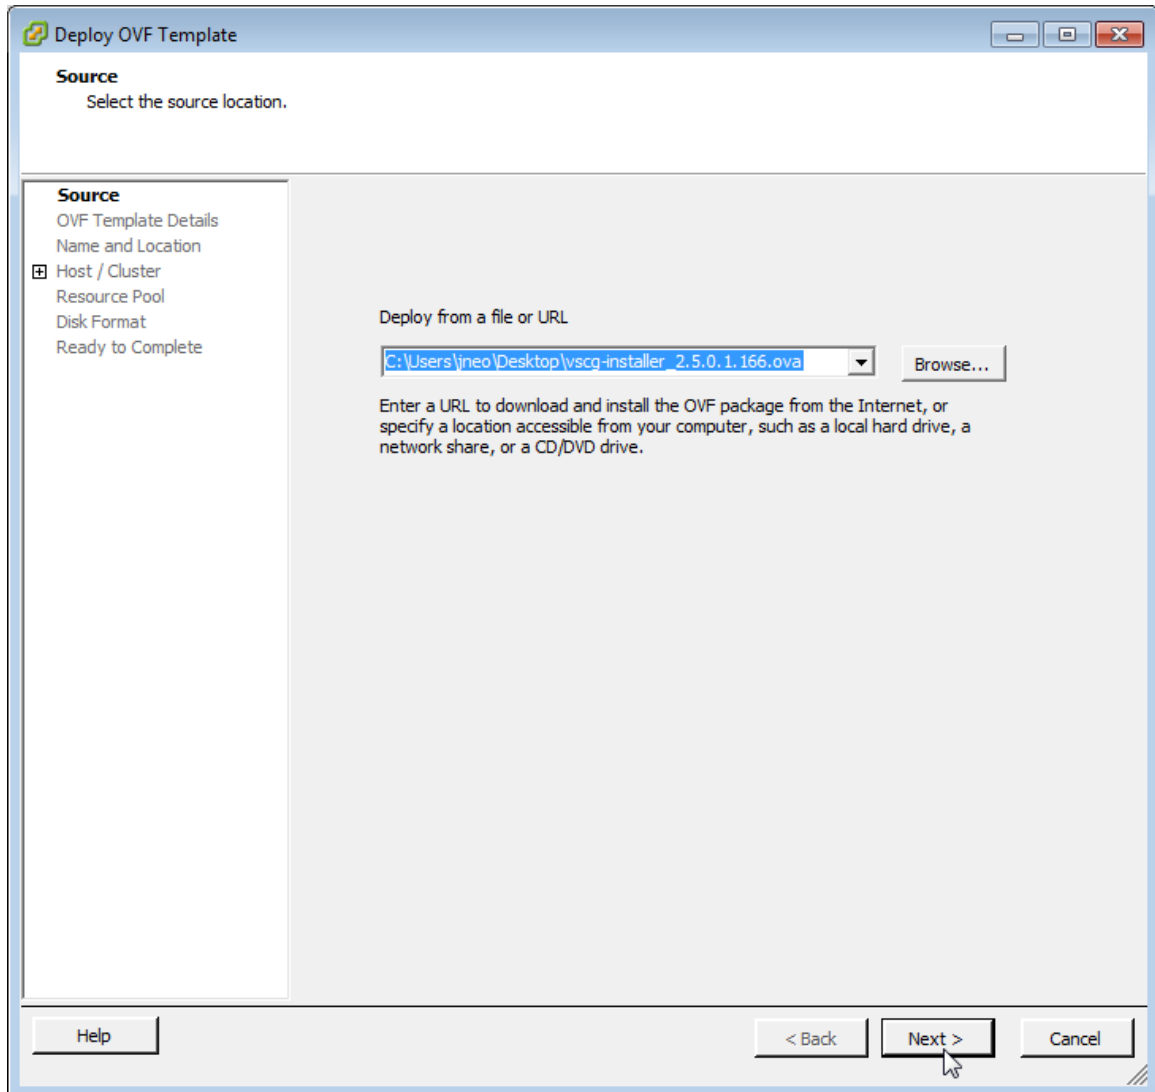 Deploy OVF Template
Source
Select the source location.
Source
OVF Template Details
Name and Location
Host / Cluster
Resource Pool
Disk Format
Ready to Complete
Deploy from a file or URL
C:\Users\jneo\Desktop\vscg-installer_2.5.0.1.166.ova
Browse...
Enter a URL to download and install the OVF package from the Internet, or
specify a location accessible from your computer, such as a local hard drive, a
network share, or a CD/DVD drive.
Help
< Back
Next >
Cancel